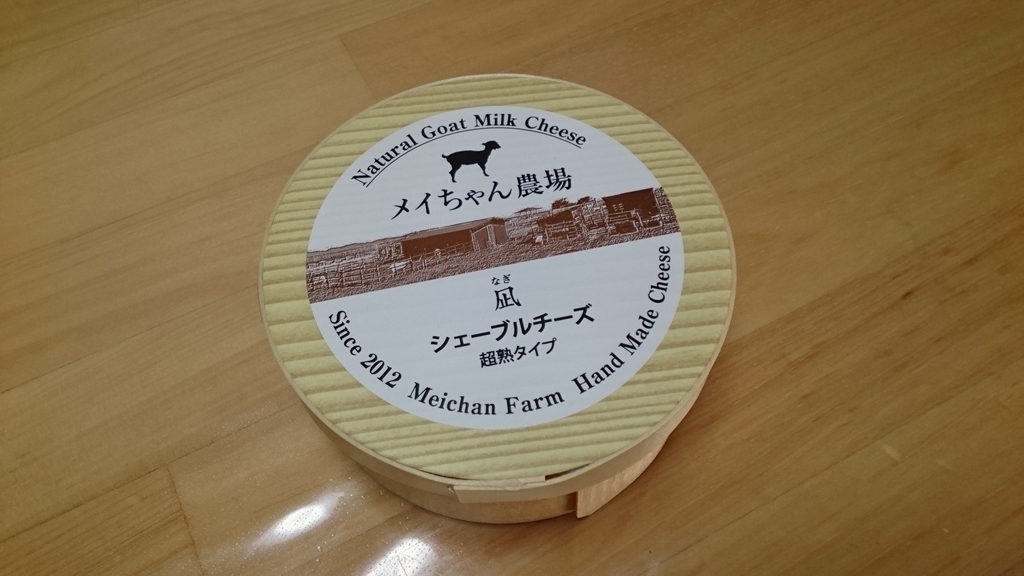 Natural Goat Milk Cheese
メイちゃん農場
なぎ
凪
シェーブルチーズ
超熟タイプ
Since 2012 Meichan Farm Hand Made Cheese